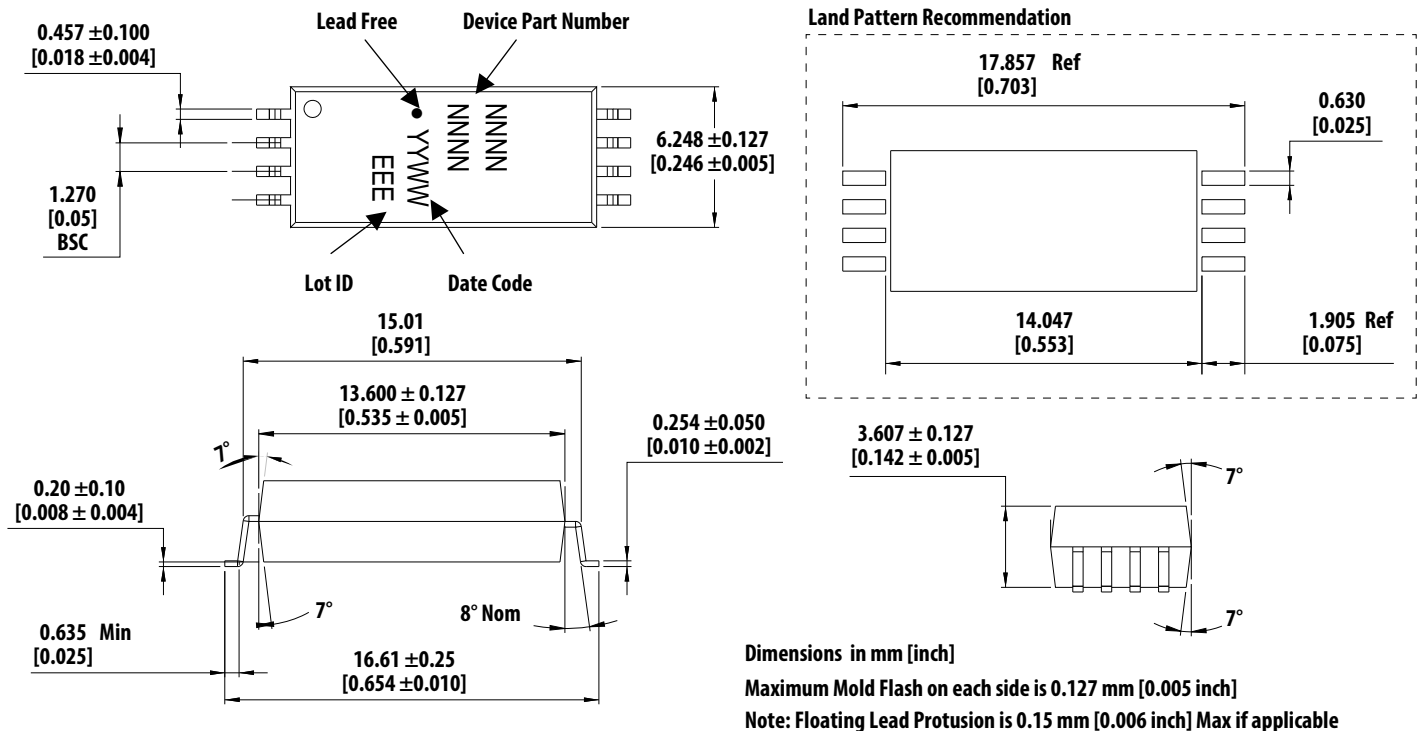 Lead Free
Device Part Number
0.457 ±0.100
[0.018 ±0.004]
NNNN
NNNN
YYWW
EEE
6.248 ±0.127
[0.246 ±0.005]
1.270
[0.05]
BSC
Lot ID
Date Code
Land Pattern Recommendation
17.857 Ref
[0.703]
0.630
[0.025]
14.047
[0.553]
1.905 Ref
[0.075]
15.01
[0.591]
13.600 ± 0.127
[0.535 ± 0.005]
0.254 ±0.050
[0.010 ±0.002]
7°
0.20 ±0.10
[0.008 ± 0.004]
7°
8° Nom
0.635 Min
[0.025]
16.61 ±0.25
[0.654 ±0.010]
3.607 ± 0.127
[0.142 ± 0.005]
7°
7°
Dimensions in mm [inch]
Maximum Mold Flash on each side is 0.127 mm [0.005 inch]
Note: Floating Lead Protusion is 0.15 mm [0.006 inch] Max if applicable